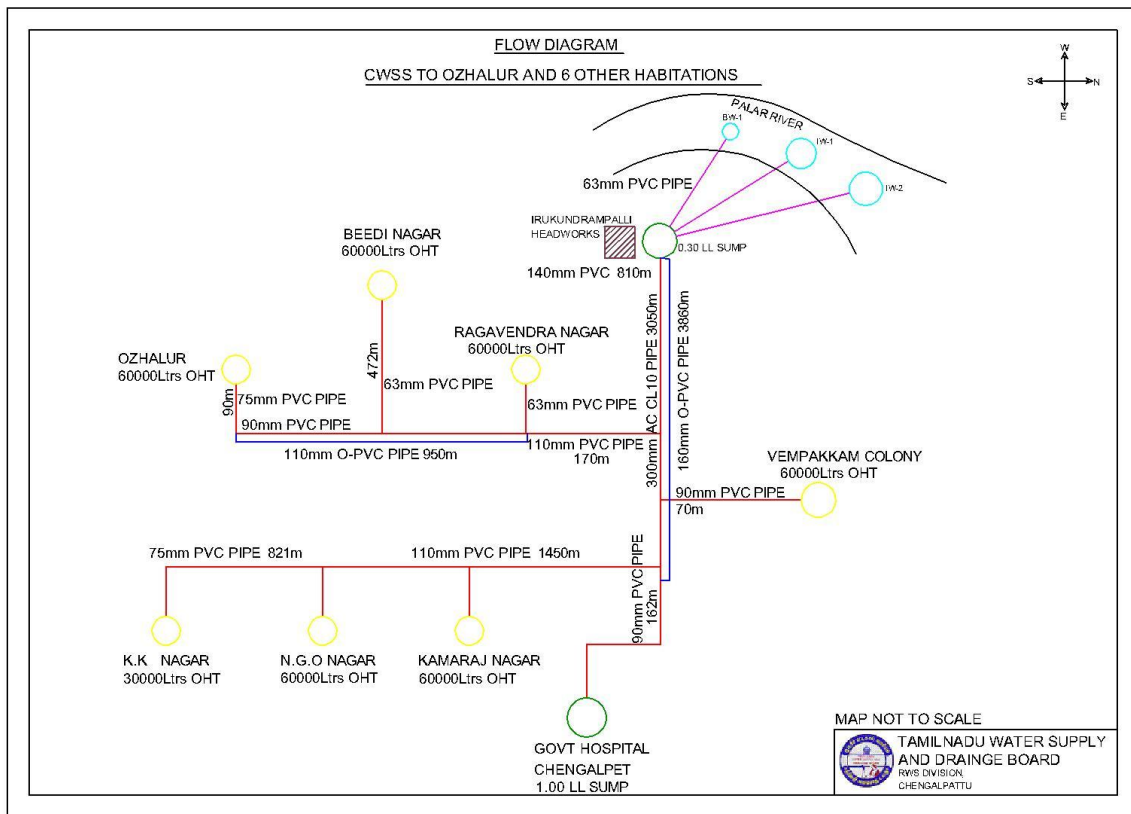 FLOW DIAGRAM
CWSS TO OZHALUR AND 6 OTHER HABITATIONS
W
S
N
E
PALAR RIVER
BW-1
IW-1
IW-2
63mm PVC PIPE
IRUKUNDRAMPALLI
HEADWORKS
0.30 LL SUMP
140mm PVC 810m
BEEDI NAGAR
60000Ltrs OHT
RAGAVENDRA NAGAR
60000Ltrs OHT
OZHALUR
60000Ltrs OHT
472m
63mm PVC PIPE
90m
75mm PVC PIPE
63mm PVC PIPE
90mm PVC PIPE
110mm O-PVC PIPE 950m
110mm PVC PIPE
170m
300mm AC CL10 PIPE 3050m
160mm O-PVC PIPE 3860m
VEMPAKKAM COLONY
60000Ltrs OHT
90mm PVC PIPE
70m
75mm PVC PIPE 821m
110mm PVC PIPE 1450m
90mm PVC PIPE
162m
K.K NAGAR
30000Ltrs OHT
N.G.O NAGAR
60000Ltrs OHT
KAMARAJ NAGAR
60000Ltrs OHT
GOVT HOSPITAL
CHENGALPET
1.00 LL SUMP
MAP NOT TO SCALE
TAMILNADU WATER SUPPLY
AND DRAINGE BOARD
RWS DIVISION,
CHENGALPATTU